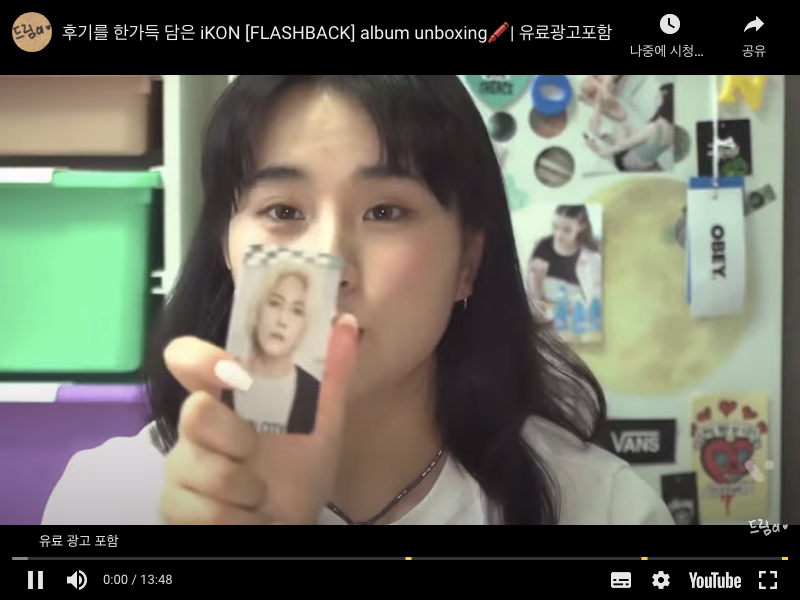 드림a♥
후기를 한가득 담은 iKON [FLASHBACK] album unboxing🖍️| 유료광고포함
나중에 시청...
공유
OBEY.
VANS
드림a♥
유료 광고 포함
0:00 / 13:48
YouTube